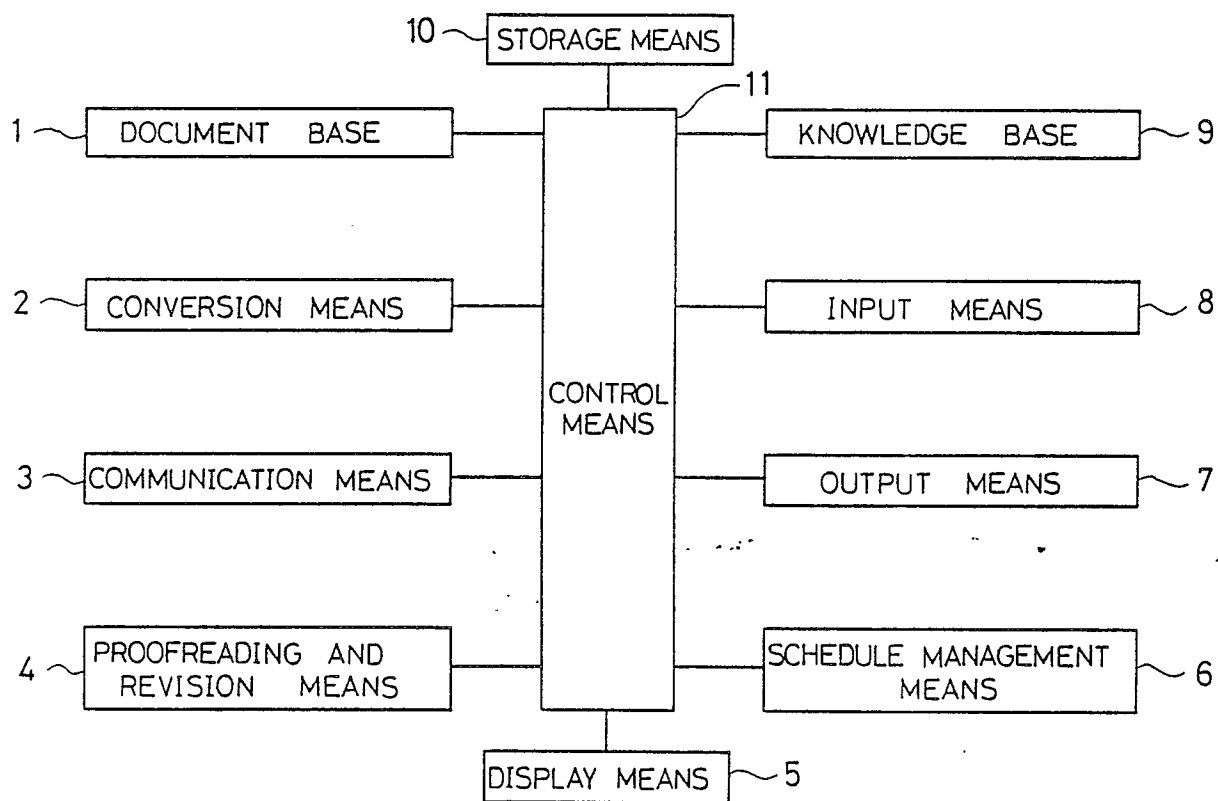 10 STORAGE MEANS
11
1 DOCUMENT BASE
KNOWLEDGE BASE 9
2 CONVERSION MEANS
INPUT MEANS 8
CONTROL
MEANS
3 COMMUNICATION MEANS
OUTPUT MEANS 7
4 PROOFREADING AND
REVISION MEANS
SCHEDULE MANAGEMENT
MEANS 6
DISPLAY MEANS 5